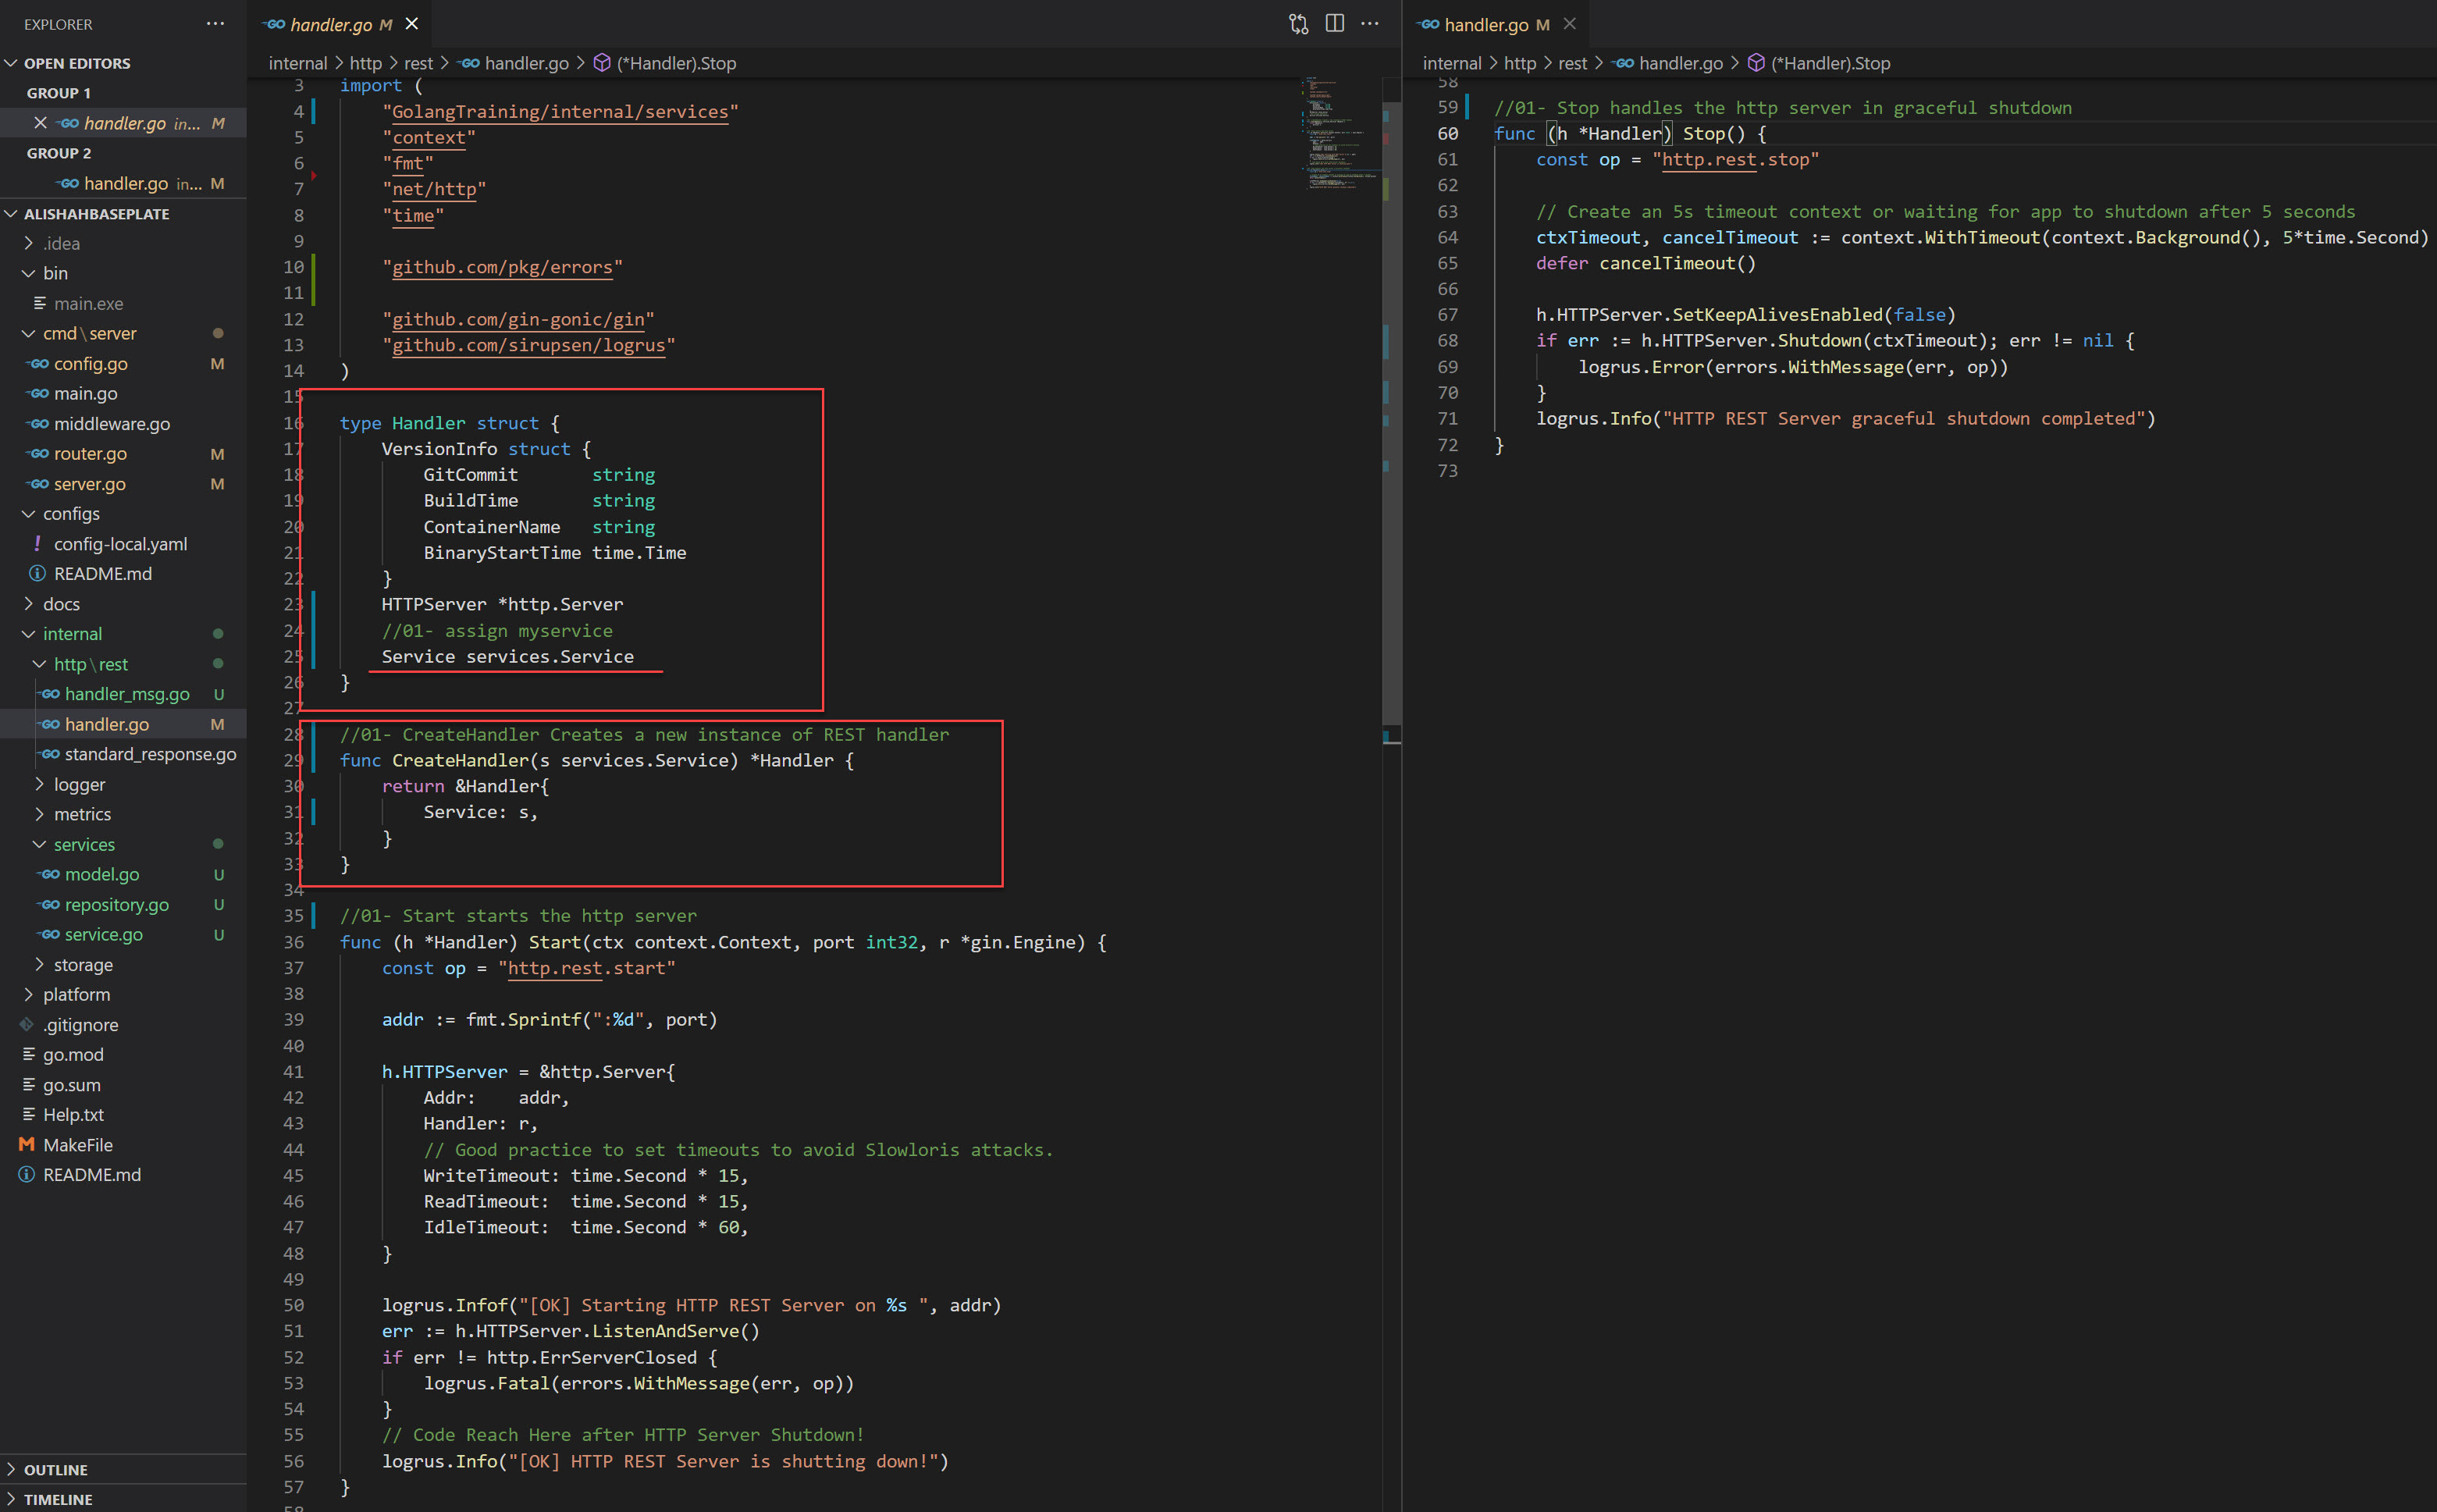 EXPLORER
OPEN EDITORS
GROUP 1
handler.go in... M
GROUP 2
handler.go in... M
ALISHAHBASEPLATE
.idea
bin
main.exe
cmd\server
config.go M
main.go
middleware.go
router.go M
server.go M
configs
config-local.yaml
README.md
docs
internal
http\rest
handler_msg.go U
handler.go M
standard_response.go
logger
metrics
services
model.go U
repository.go U
service.go U
storage
platform
.gitignore
go.mod
go.sum
Help.txt
MakeFile
README.md
OUTLINE
TIMELINE
handler.go M
internal > http > rest > handler.go > (*Handler).Stop
3 import (
4 "GolangTraining/internal/services"
5 "context"
6 "fmt"
7 "net/http"
8 "time"
9
10 "github.com/pkg/errors"
11
12 "github.com/gin-gonic/gin"
13 "github.com/sirupsen/logrus"
14 )
15
16 type Handler struct {
17 VersionInfo struct {
18 GitCommit string
19 BuildTime string
20 ContainerName string
21 BinaryStartTime time.Time
22 }
23 HTTPServer *http.Server
24 //01- assign myservice
25 Service services.Service
26 }
27
28 //01- CreateHandler Creates a new instance of REST handler
29 func CreateHandler(s services.Service) *Handler {
30 return &Handler{
31 Service: s,
32 }
33 }
34
35 //01- Start starts the http server
36 func (h *Handler) Start(ctx context.Context, port int32, r *gin.Engine) {
37 const op = "http.rest.start"
38
39 addr := fmt.Sprintf(":%d", port)
40
41 h.HTTPServer = &http.Server{
42 Addr: addr,
43 Handler: r,
44 // Good practice to set timeouts to avoid Slowloris attacks.
45 WriteTimeout: time.Second * 15,
46 ReadTimeout: time.Second * 15,
47 IdleTimeout: time.Second * 60,
48 }
49
50 logrus.Infof("[OK] Starting HTTP REST Server on %s ", addr)
51 err := h.HTTPServer.ListenAndServe()
52 if err != http.ErrServerClosed {
53 logrus.Fatal(errors.WithMessage(err, op))
54 }
55 // Code Reach Here after HTTP Server Shutdown!
56 logrus.Info("[OK] HTTP REST Server is shutting down!")
57 }
58
handler.go M
internal > http > rest > handler.go > (*Handler).Stop
58
59 //01- Stop handles the http server in graceful shutdown
60 func (h *Handler) Stop() {
61 const op = "http.rest.stop"
62
63 // Create an 5s timeout context or waiting for app to shutdown after 5 seconds
64 ctxTimeout, cancelTimeout := context.WithTimeout(context.Background(), 5*time.Second)
65 defer cancelTimeout()
66
67 h.HTTPServer.SetKeepAlivesEnabled(false)
68 if err := h.HTTPServer.Shutdown(ctxTimeout); err != nil {
69 logrus.Error(errors.WithMessage(err, op))
70 }
71 logrus.Info("HTTP REST Server graceful shutdown completed")
72 }
73